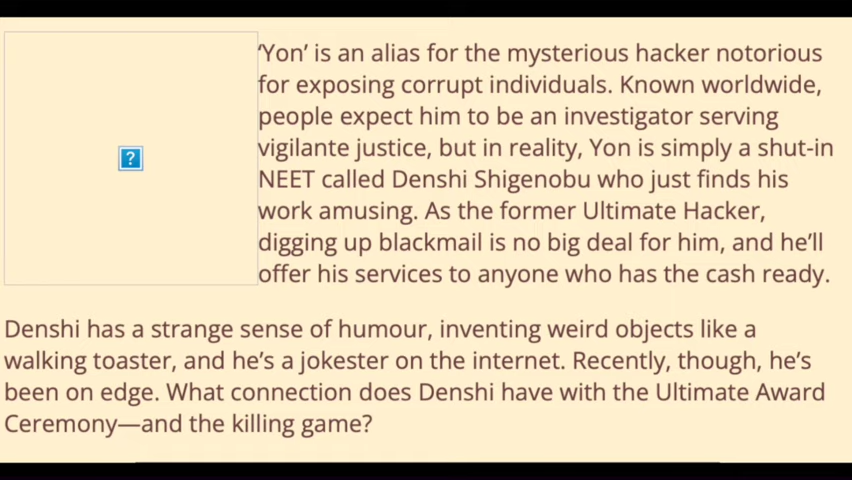 ‘Yon’ is an alias for the mysterious hacker notorious
for exposing corrupt individuals. Known worldwide,
people expect him to be an investigator serving
vigilante justice, but in reality, Yon is simply a shut-in
NEET called Denshi Shigenobu who just finds his
work amusing. As the former Ultimate Hacker,
digging up blackmail is no big deal for him, and he’ll
offer his services to anyone who has the cash ready.
Denshi has a strange sense of humour, inventing weird objects like a
walking toaster, and he’s a jokester on the internet. Recently, though, he’s
been on edge. What connection does Denshi have with the Ultimate Award
Ceremony—and the killing game?